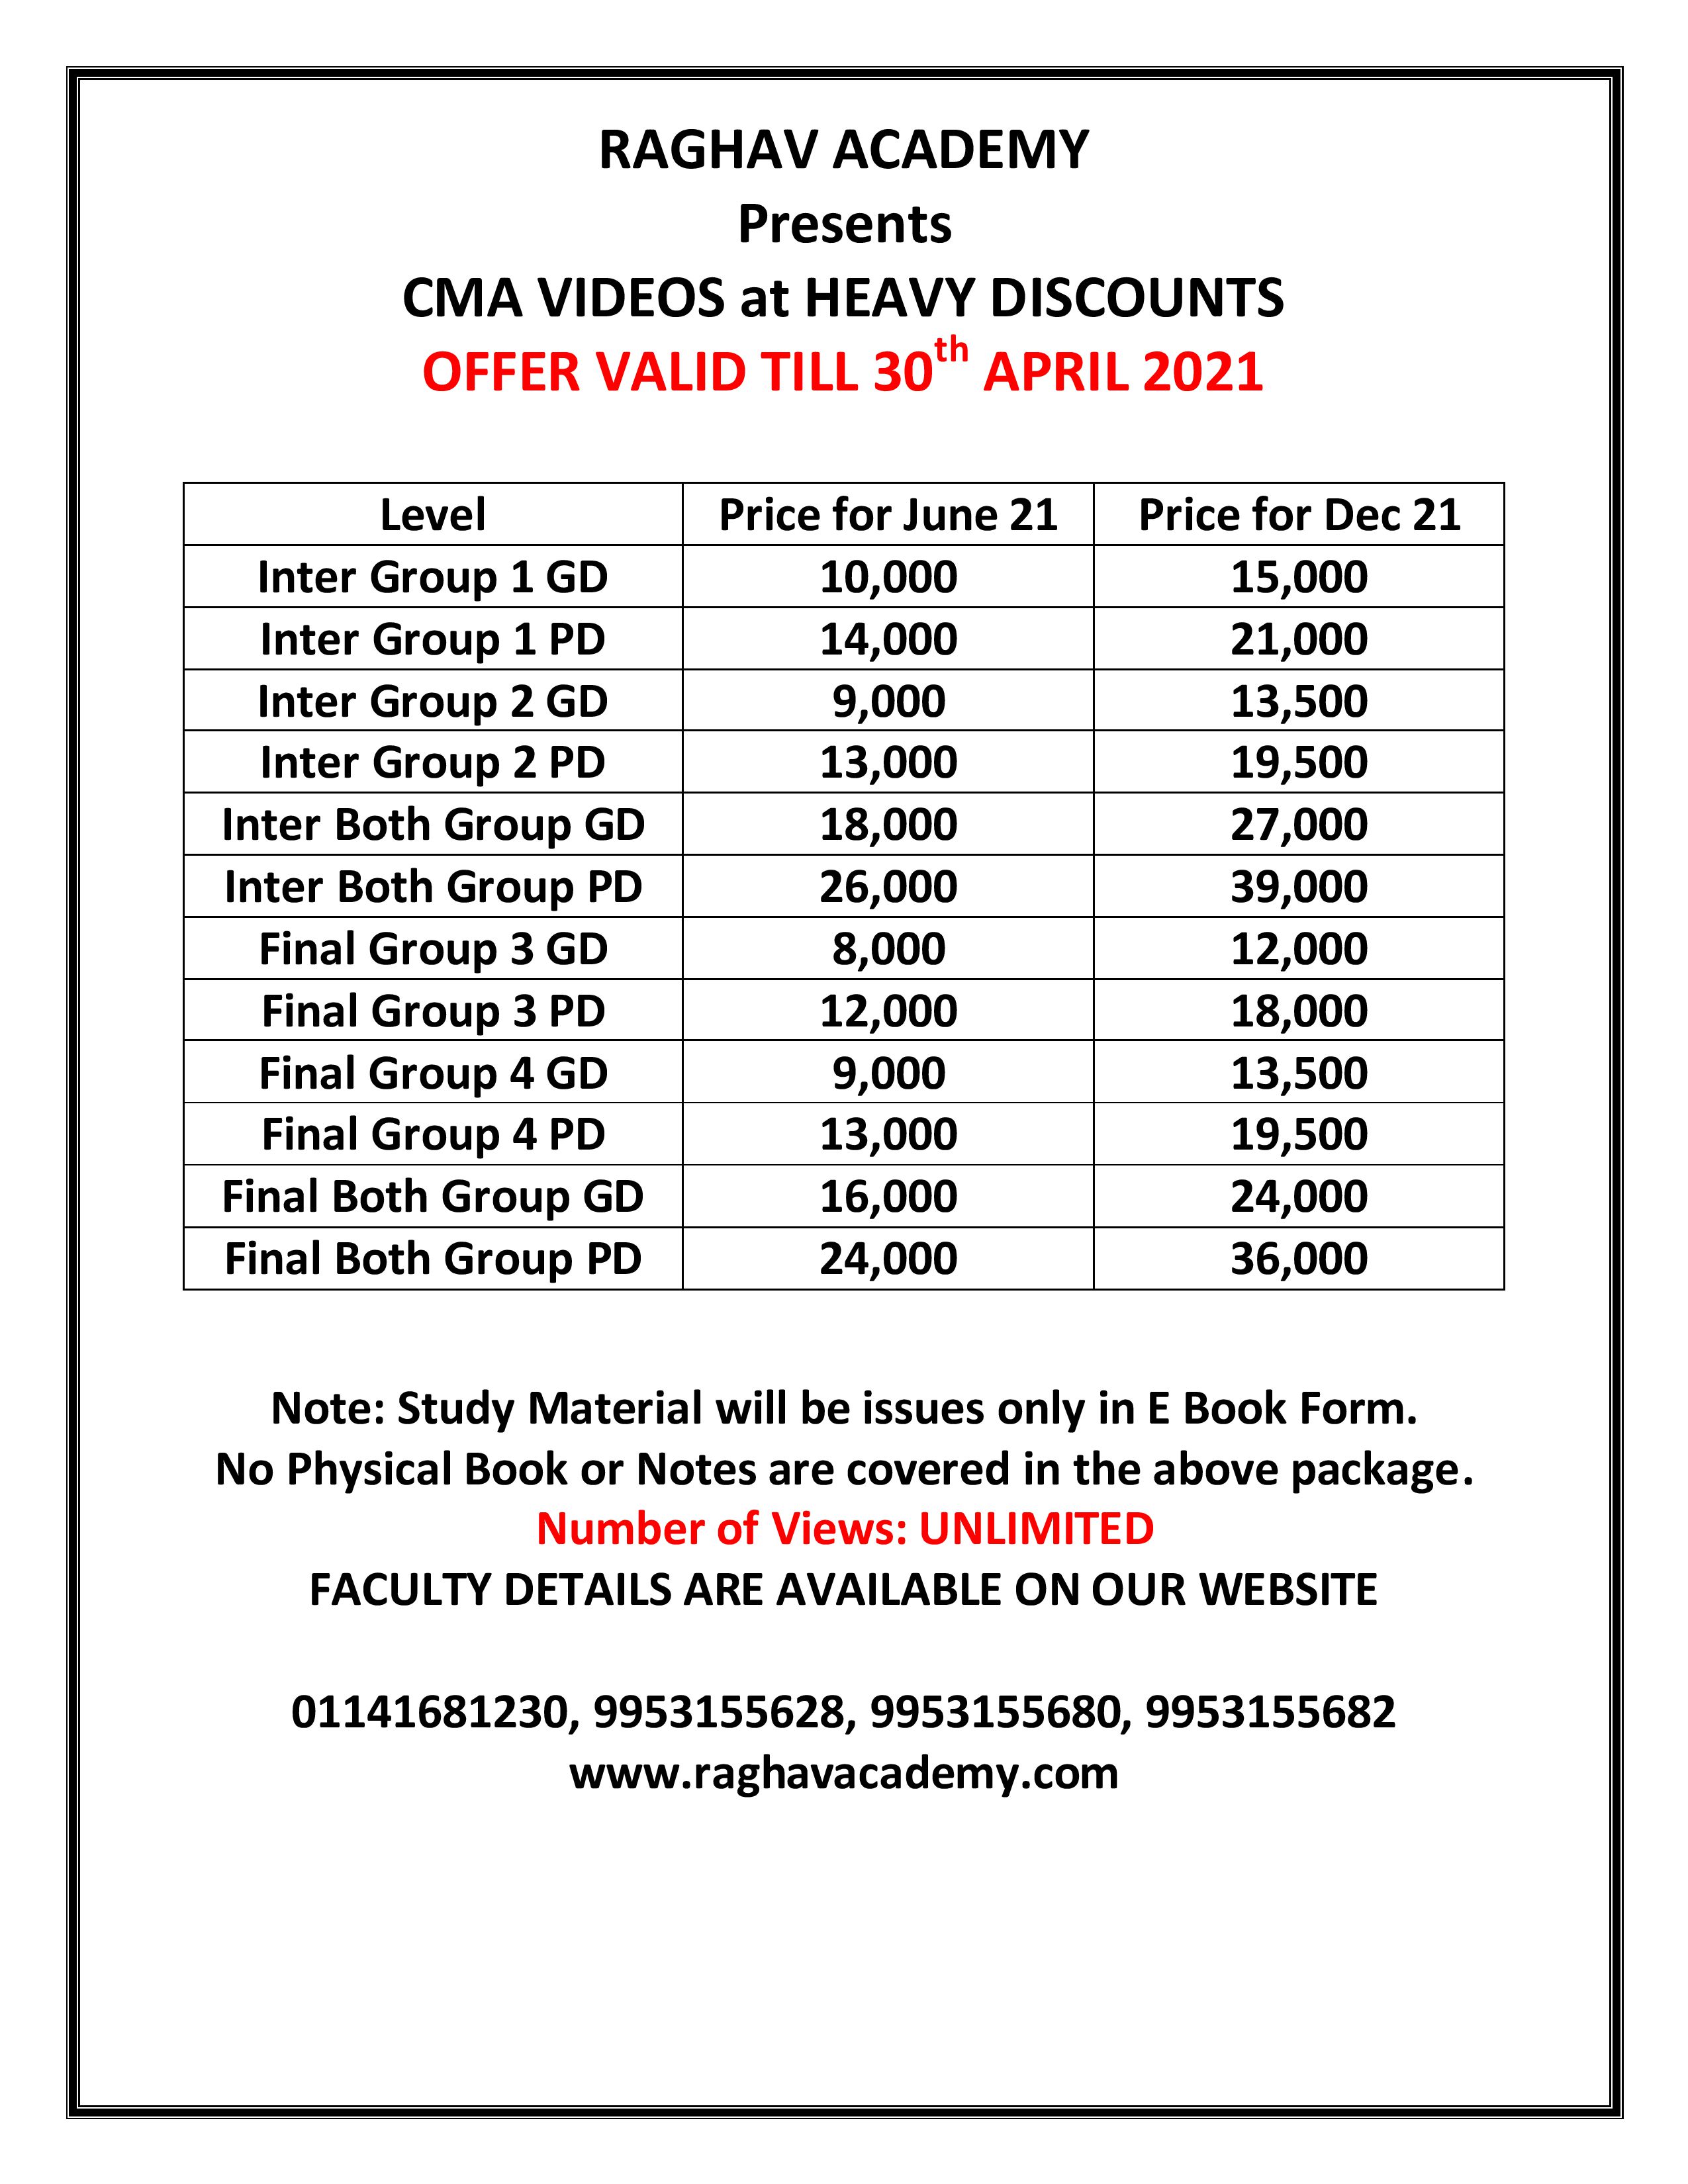 RAGHAV ACADEMY
Presents
CMA VIDEOS at HEAVY DISCOUNTS
OFFER VALID TILL 30th APRIL 2021
Level Price for June 21 Price for Dec 21
Inter Group 1 GD 10,000 15,000
Inter Group 1 PD 14,000 21,000
Inter Group 2 GD 9,000 13,500
Inter Group 2 PD 13,000 19,500
Inter Both Group GD 18,000 27,000
Inter Both Group PD 26,000 39,000
Final Group 3 GD 8,000 12,000
Final Group 3 PD 12,000 18,000
Final Group 4 GD 9,000 13,500
Final Group 4 PD 13,000 19,500
Final Both Group GD 16,000 24,000
Final Both Group PD 24,000 36,000
Note: Study Material will be issues only in E Book Form.
No Physical Book or Notes are covered in the above package.
Number of Views: UNLIMITED
FACULTY DETAILS ARE AVAILABLE ON OUR WEBSITE
01141681230, 9953155628, 9953155680, 9953155682
www.raghavacademy.com